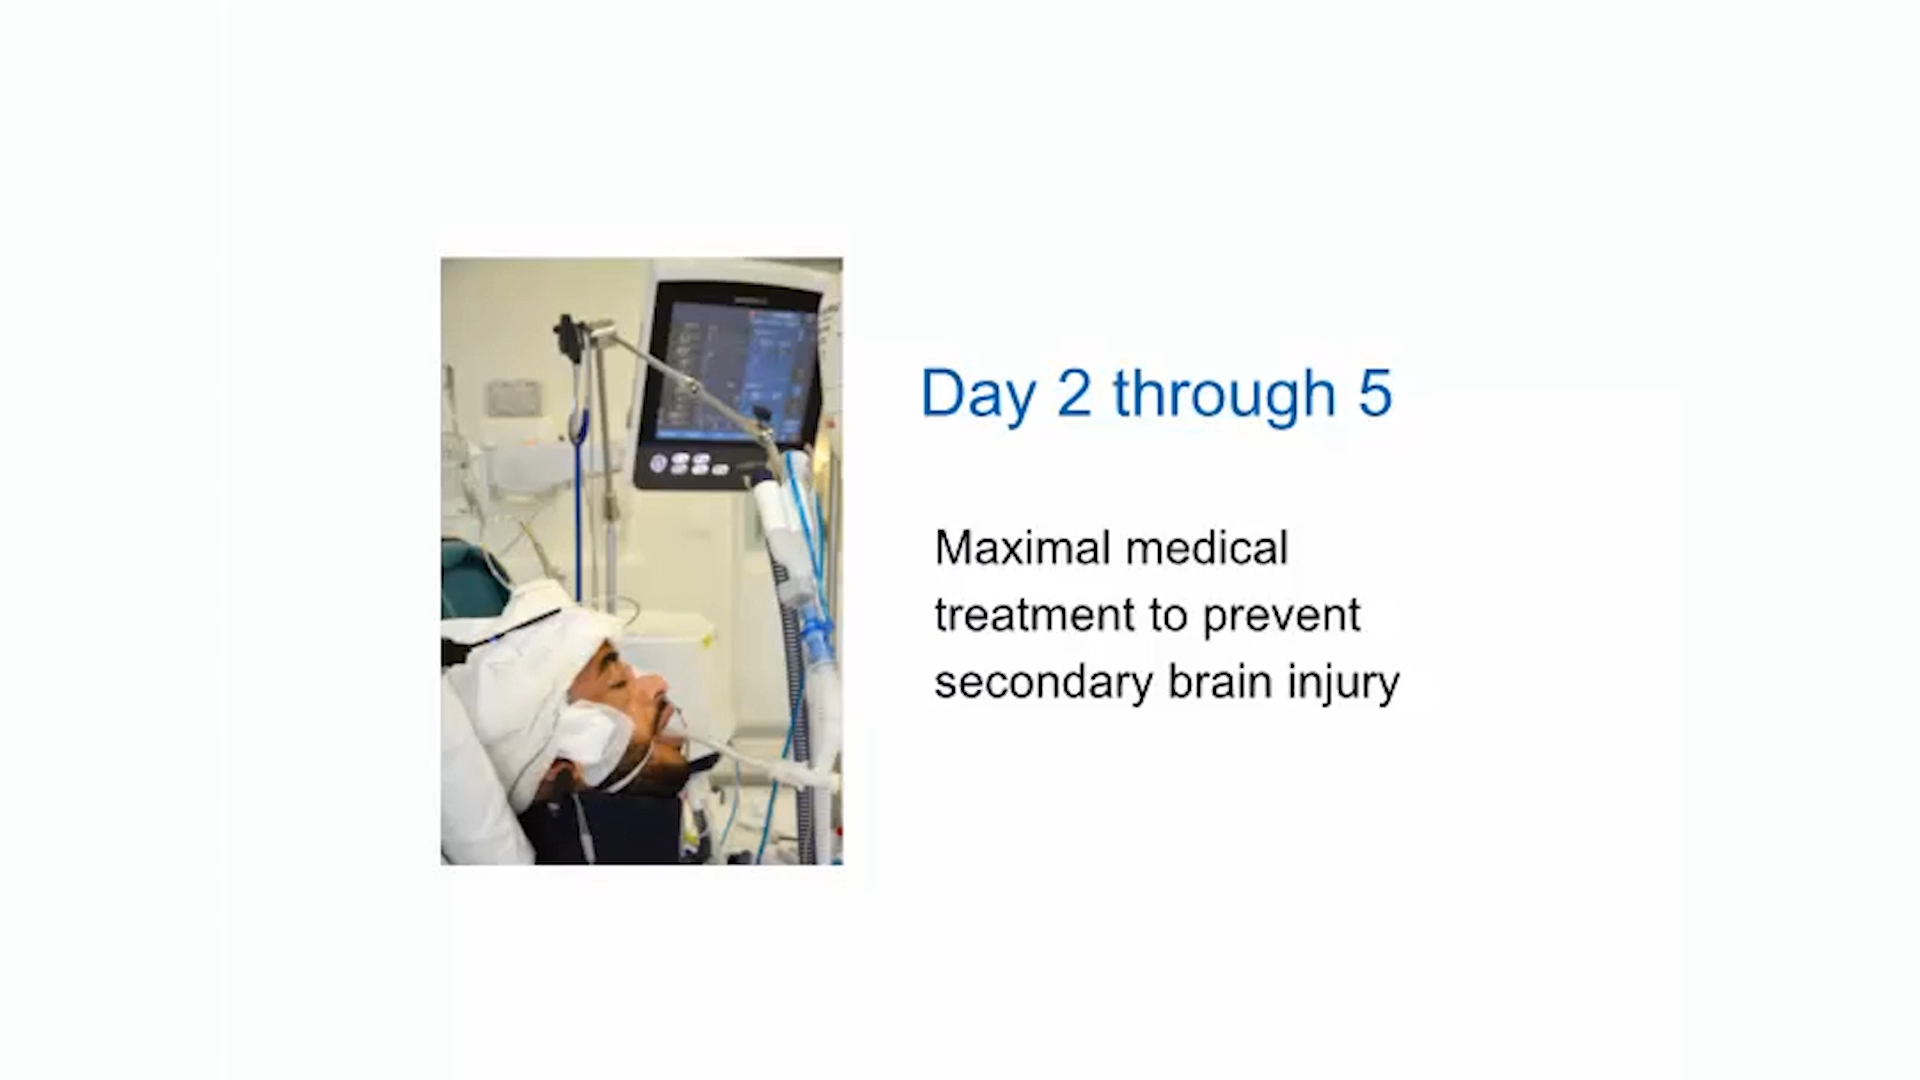 Day 2 through 5
Maximal medical
treatment to prevent
secondary brain injury